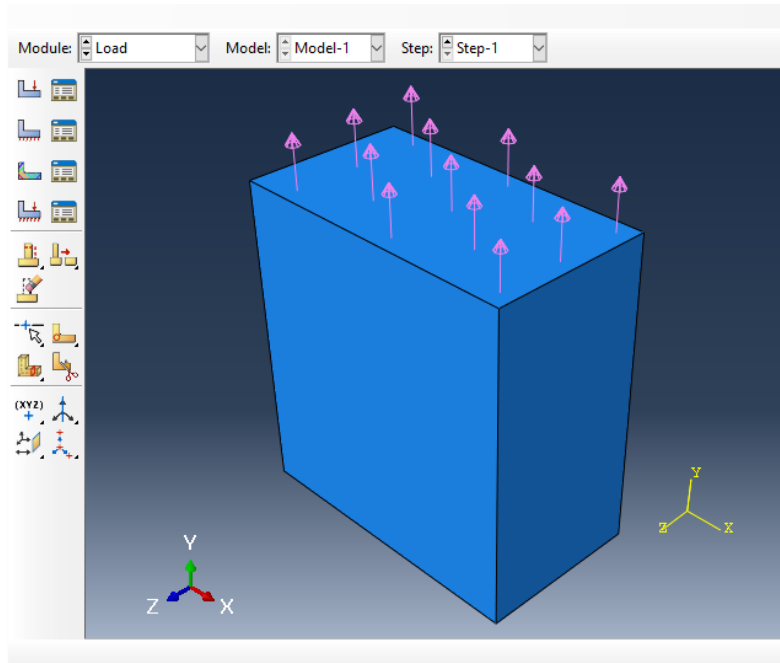 Module: Load Model: Model-1 Step: Step-1
(XYZ)
Y
Z X
Y
Z X